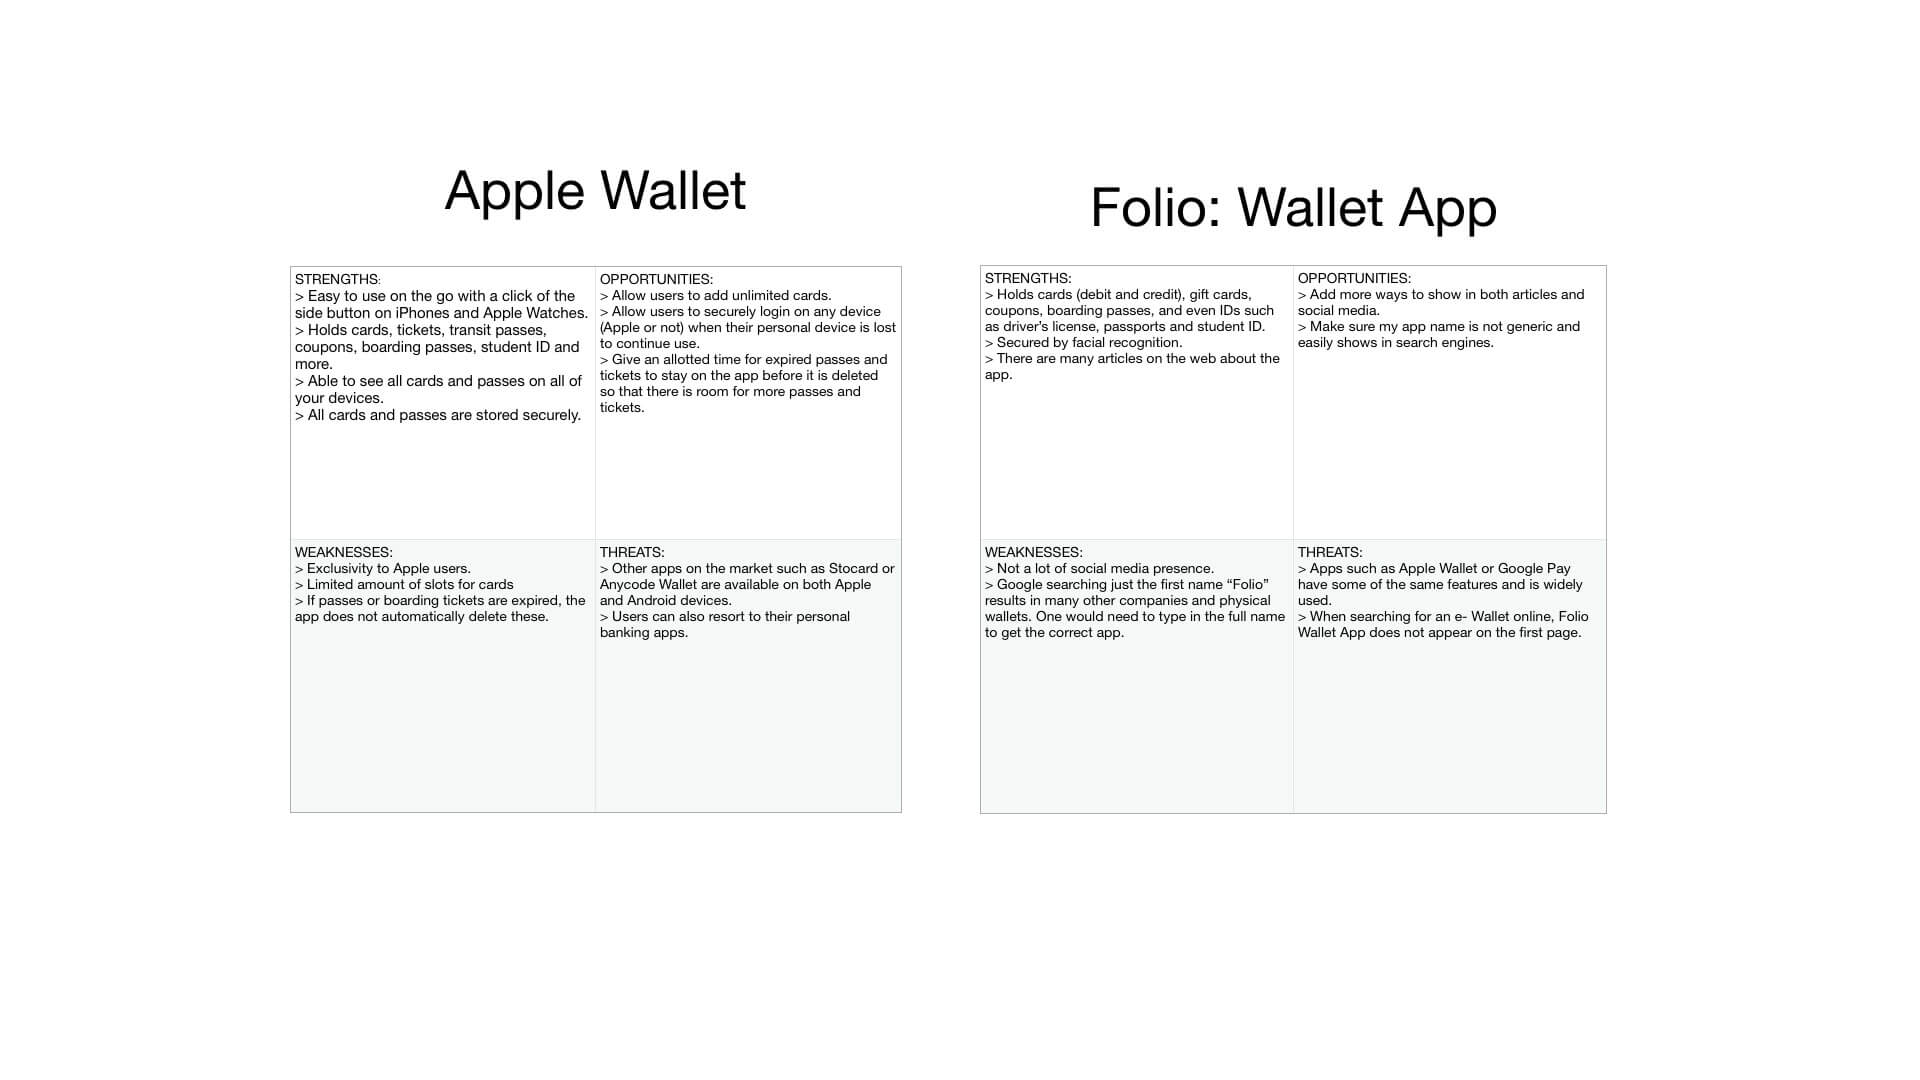 Apple Wallet
STRENGTHS:
> Easy to use on the go with a click of the
side button on iPhones and Apple Watches.
> Holds cards, tickets, transit passes,
coupons, boarding passes, student ID and
more.
> Able to see all cards and passes on all of
your devices.
> All cards and passes are stored securely.
OPPORTUNITIES:
> Allow users to add unlimited cards.
> Allow users to securely login on any device
(Apple or not) when their personal device is lost
to continue use.
> Give an allotted time for expired passes and
tickets to stay on the app before it is deleted
so that there is room for more passes and
tickets.
WEAKNESSES:
> Exclusivity to Apple users.
> Limited amount of slots for cards
> If passes or boarding tickets are expired, the
app does not automatically delete these.
THREATS:
> Other apps on the market such as Stocard or
Anycode Wallet are available on both Apple
and Android devices.
> Users can also resort to their personal
banking apps.
Folio: Wallet App
STRENGTHS:
> Holds cards (debit and credit), gift cards,
coupons, boarding passes, and even IDs such
as driver’s license, passports and student ID.
> Secured by facial recognition.
> There are many articles on the web about the
app.
OPPORTUNITIES:
> Add more ways to show in both articles and
social media.
> Make sure my app name is not generic and
easily shows in search engines.
WEAKNESSES:
> Not a lot of social media presence.
> Google searching just the first name “Folio”
results in many other companies and physical
wallets. One would need to type in the full name
to get the correct app.
THREATS:
> Apps such as Apple Wallet or Google Pay
have some of the same features and is widely
used.
> When searching for an e- Wallet online, Folio
Wallet App does not appear on the first page.